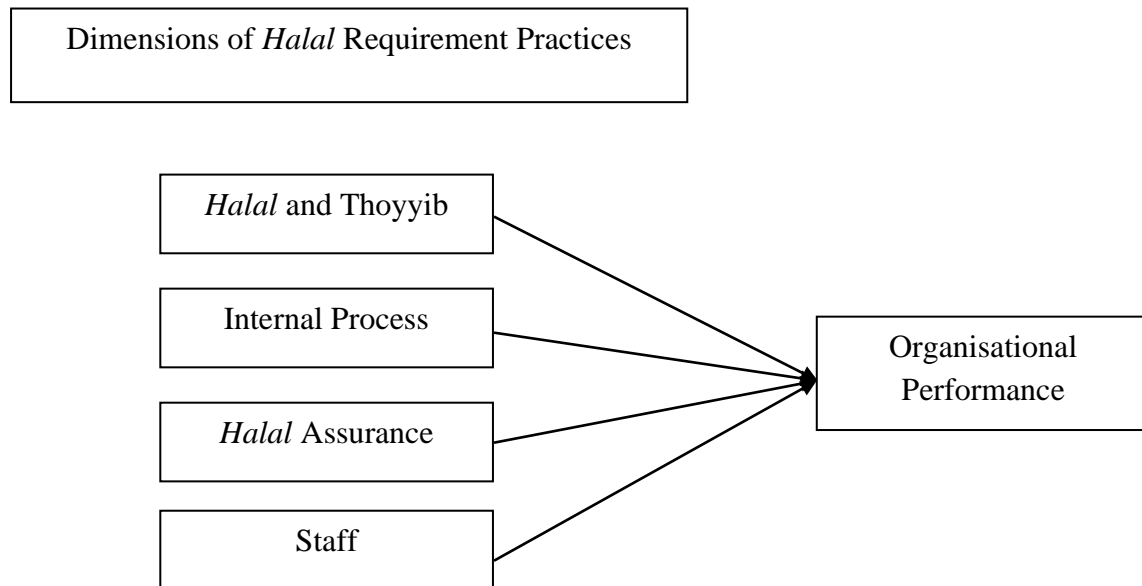 Dimensions of Halal Requirement Practices
Halal and Thoyyib
Internal Process
Halal Assurance
Staff
Organisational
Performance